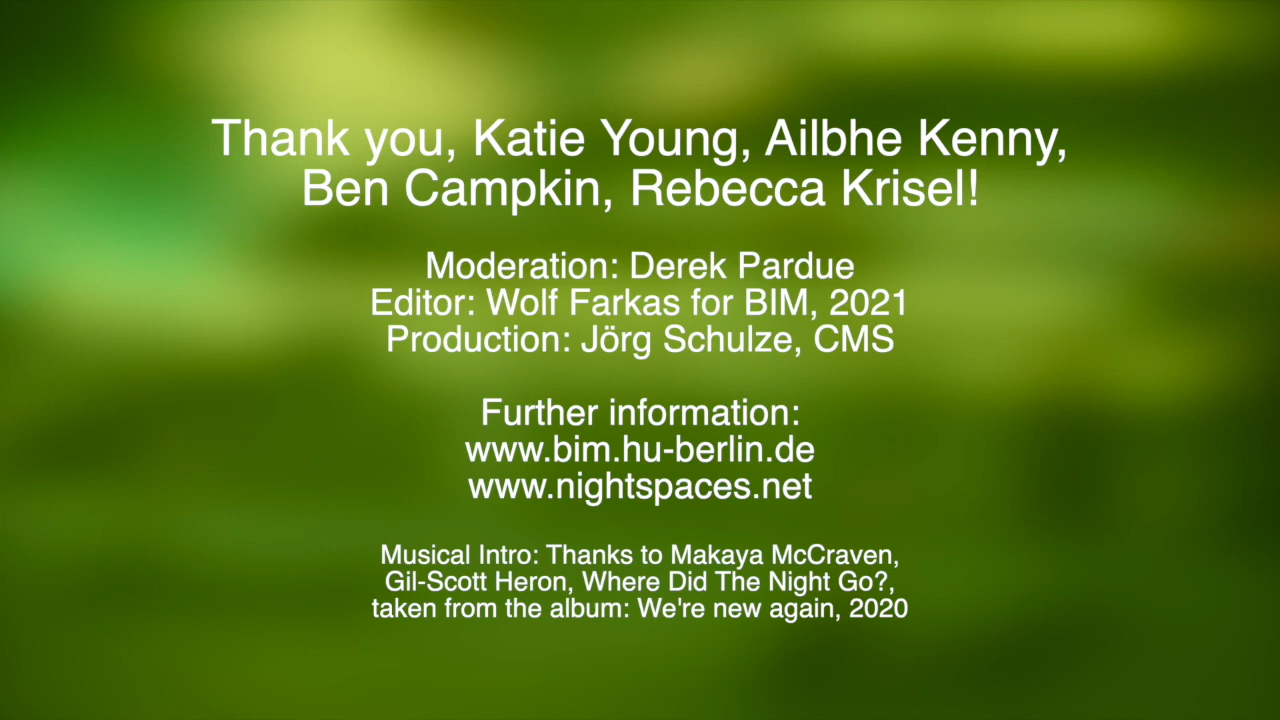 Thank you, Katie Young, Ailbhe Kenny,
Ben Campkin, Rebecca Krisel!
Moderation: Derek Pardue
Editor: Wolf Farkas for BIM, 2021
Production: Jörg Schulze, CMS
Further information:
www.bim.hu-berlin.de
www.nightspaces.net
Musical Intro: Thanks to Makaya McCraven,
Gil-Scott Heron, Where Did The Night Go?,
taken from the album: We're new again, 2020